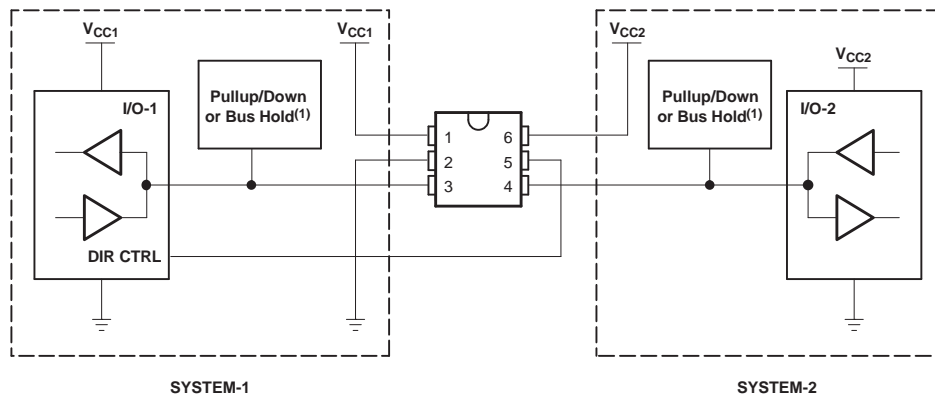 VCC1
VCC1
VCC2
VCC2
I/O-1
Pullup/Down
or Bus Hold(1)
Pullup/Down
or Bus Hold(1)
I/O-2
1
6
2
5
3
4
DIR CTRL
SYSTEM-1
SYSTEM-2